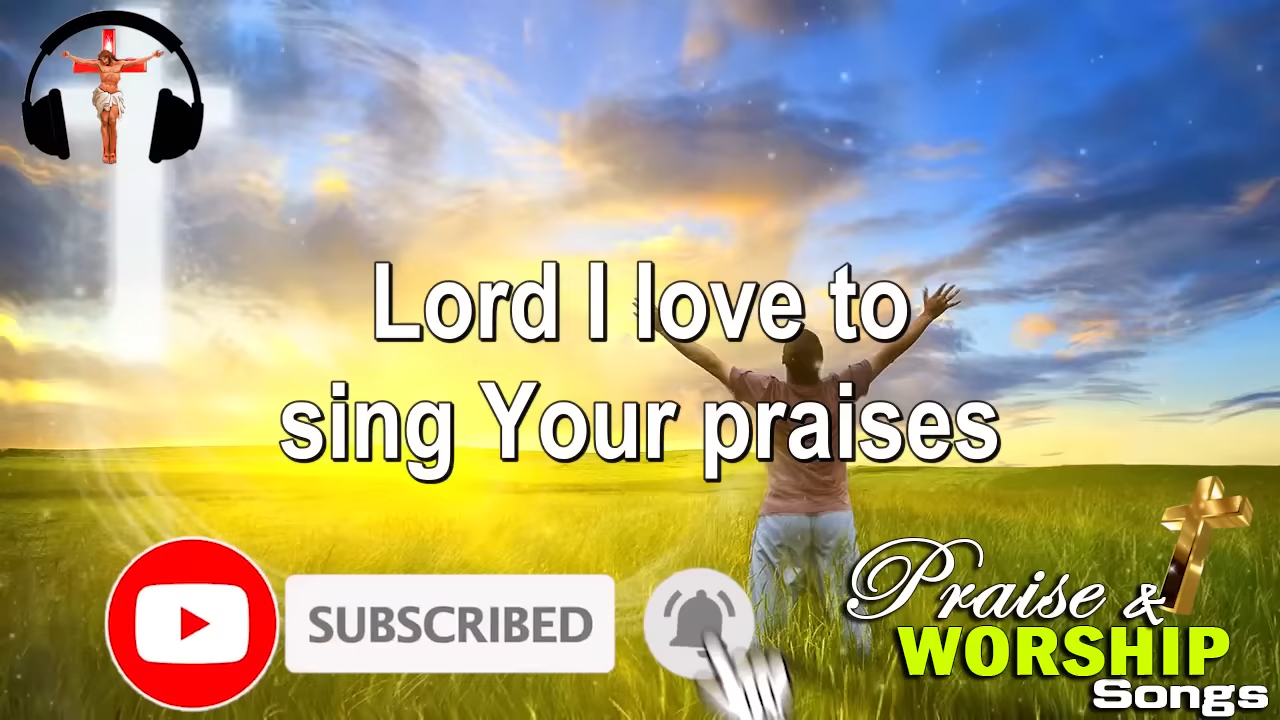 Lord I love to
sing Your praises
SUBSCRIBED
Praise &
WORSHIP
Songs